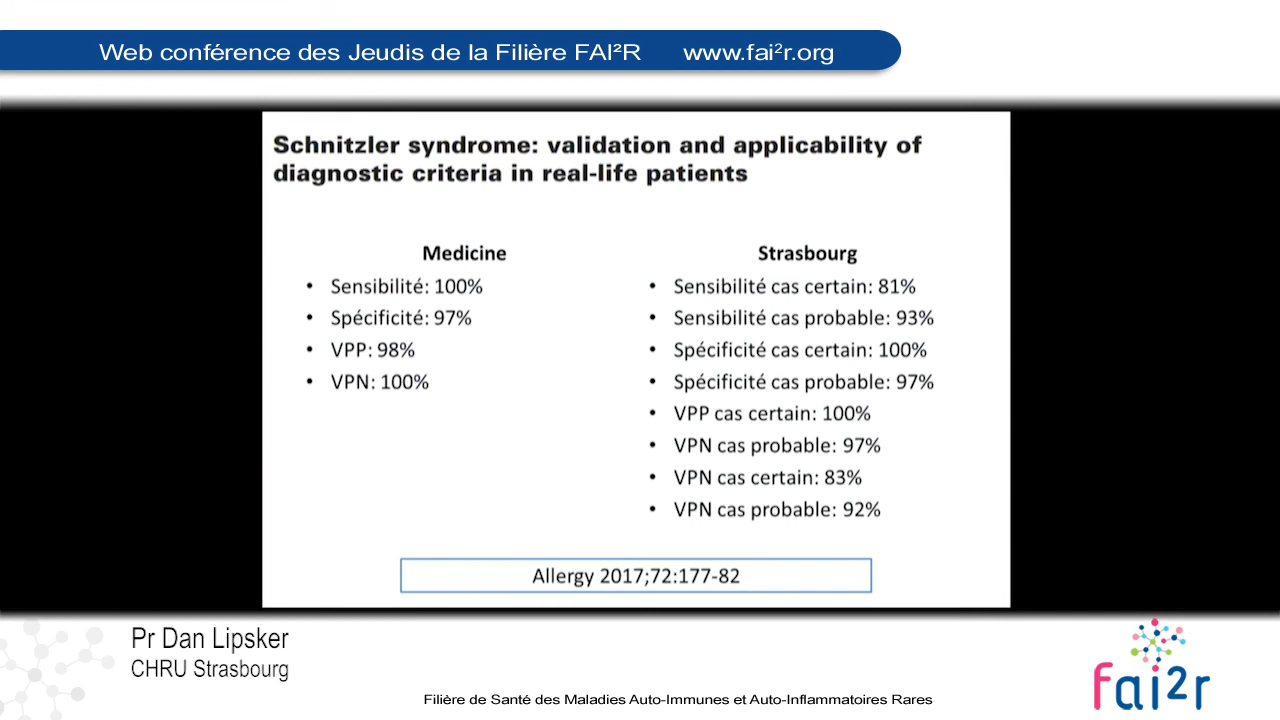 Web conférence des Jeudis de la Filière FAI²R www.fai²r.org
Schnitzler syndrome: validation and applicability of
diagnostic criteria in real-life patients
Medicine
• Sensibilité: 100%
• Spécificité: 97%
• VPP: 98%
• VPN: 100%
Strasbourg
• Sensibilité cas certain: 81%
• Sensibilité cas probable: 93%
• Spécificité cas certain: 100%
• Spécificité cas probable: 97%
• VPP cas certain: 100%
• VPN cas probable: 97%
• VPN cas certain: 83%
• VPN cas probable: 92%
Allergy 2017;72:177-82
Pr Dan Lipsker
CHRU Strasbourg
Filière de Santé des Maladies Auto-Immunes et Auto-Inflammatoires Rares
fai2r